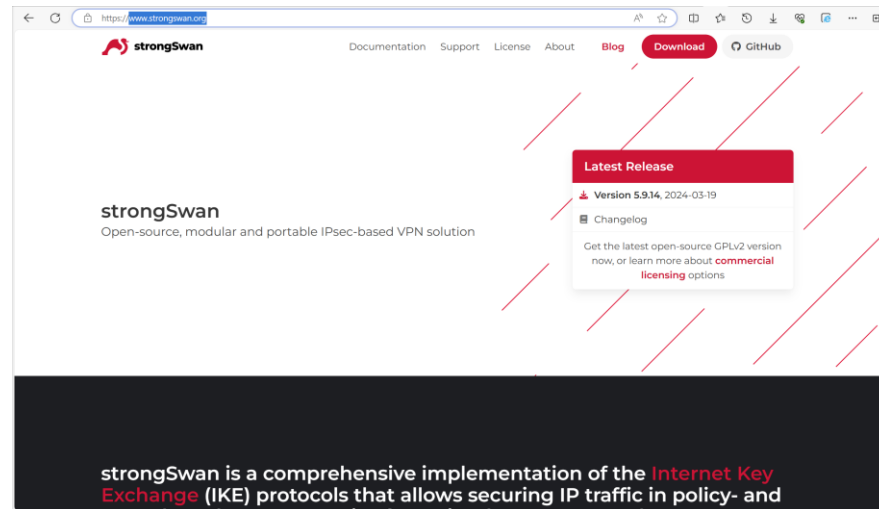 https://www.strongswan.org
strongSwan
Documentation Support License About Blog Download GitHub
Latest Release
Version 5.9.14, 2024-03-19
Changelog
Get the latest open-source GPLv2 version
now, or learn more about commercial
licensing options
strongSwan
Open-source, modular and portable IPsec-based VPN solution
strongSwan is a comprehensive implementation of the Internet Key
Exchange (IKE) protocols that allows securing IP traffic in policy- and